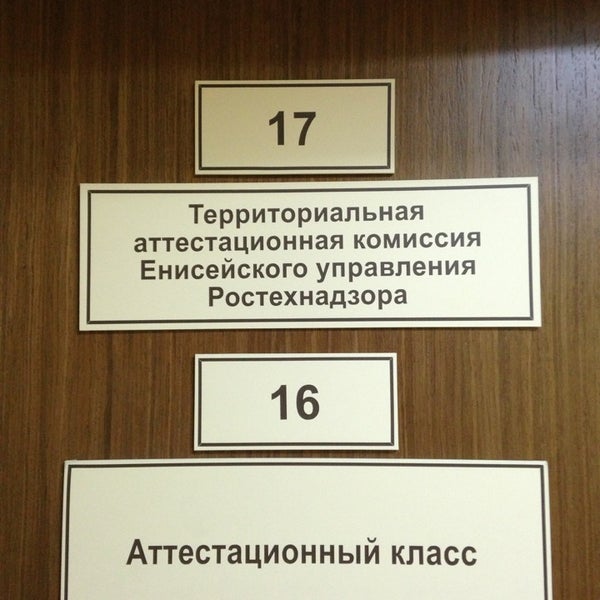 17
Территориальная
аттестационная комиссия
Енисейского управления
Ростехнадзора
16
Аттестационный класс